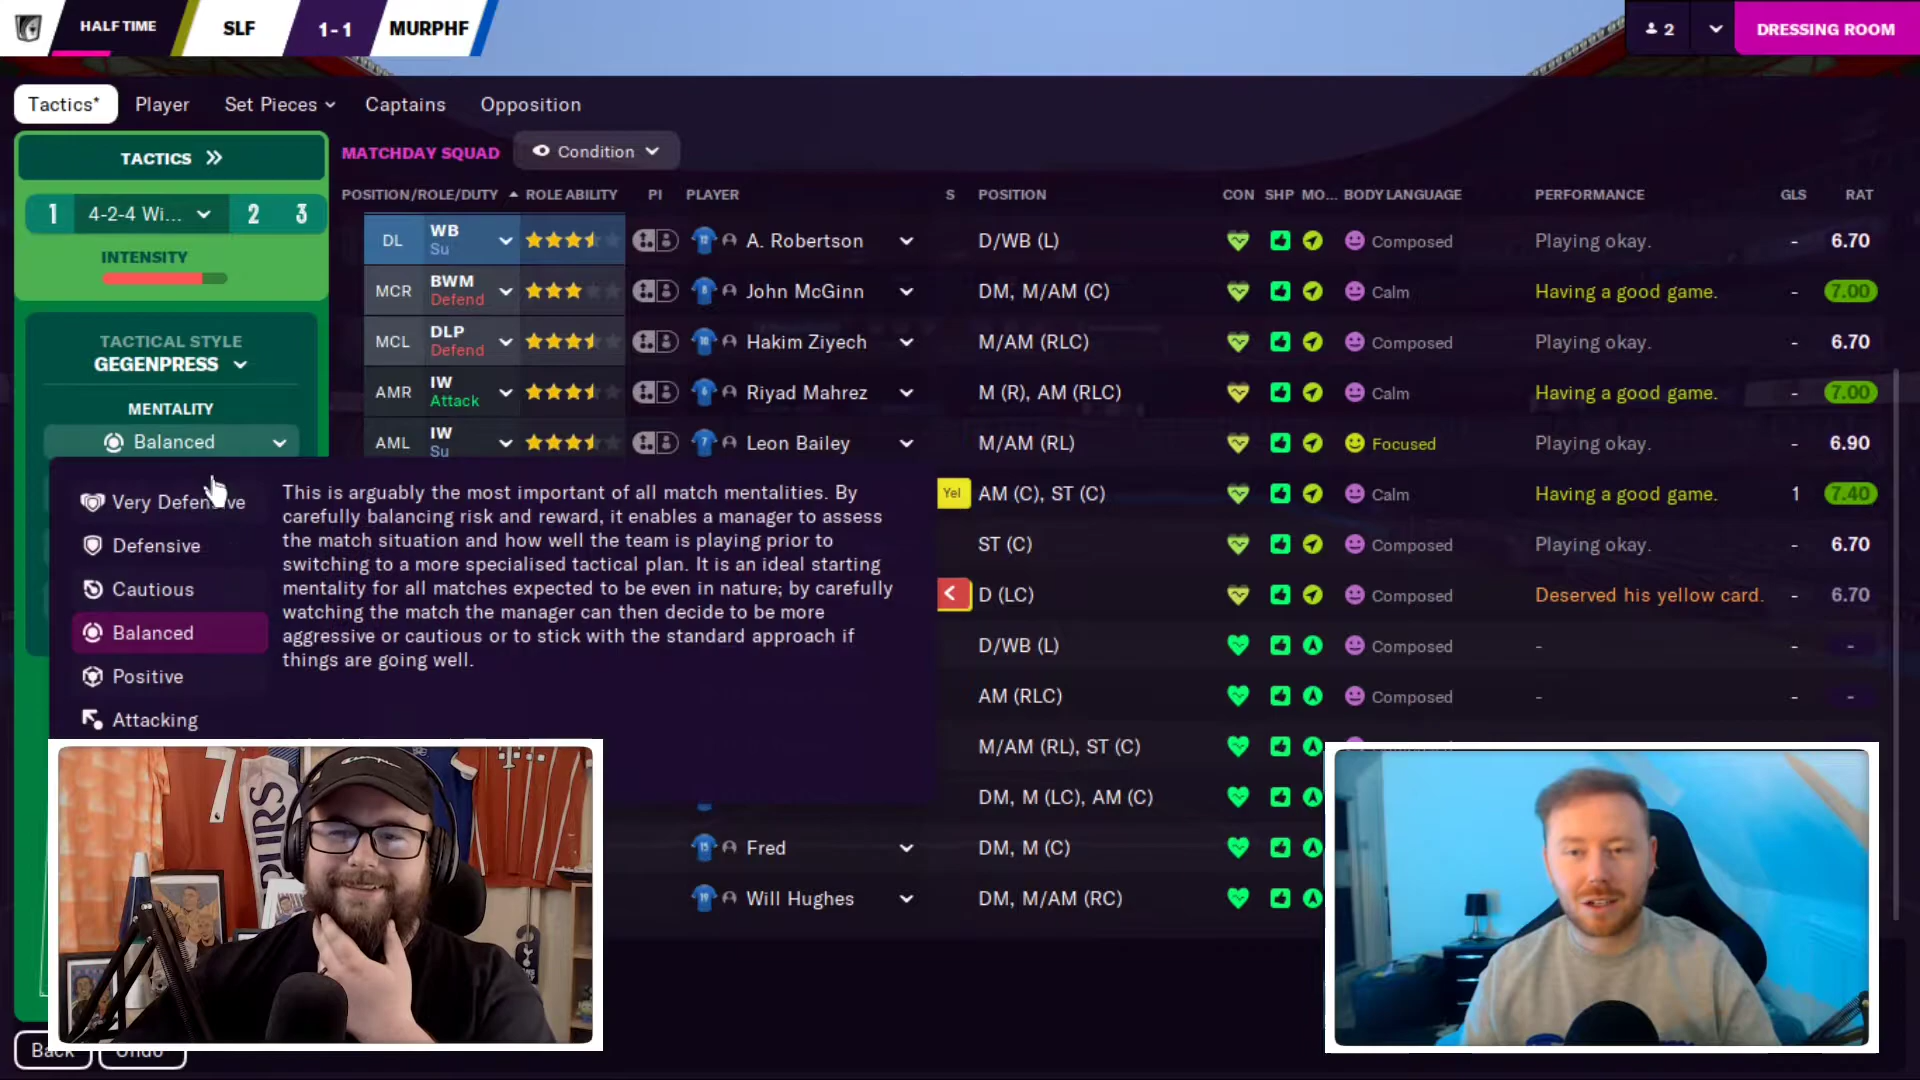 HALF TIME SLF 1-1 MURPHF 2 DRESSING ROOM
Tactics* Player Set Pieces Captains Opposition
TACTICS
1 4-2-4 Wi... 2 3
INTENSITY
TACTICAL STYLE
GEGENPRESS
MENTALITY
Balanced
MATCHDAY SQUAD Condition
POSITION/ROLE/DUTY ROLE ABILITY PI PLAYER S POSITION CON SHP MO... BODY LANGUAGE PERFORMANCE GLS RAT
DL WB Su A. Robertson D/WB (L) Composed Playing okay. - 6.70
MCR BWM Defend John McGinn DM, M/AM (C) Calm Having a good game. - 7.00
MCL DLP Defend Hakim Ziyech M/AM (RLC) Composed Playing okay. - 6.70
AMR IW Attack Riyad Mahrez M (R), AM (RLC) Calm Having a good game. - 7.00
AML IW Su Leon Bailey M/AM (RL) Focused Playing okay. - 6.90
Yel AM (C), ST (C) Calm Having a good game. 1 7.40
ST (C) Composed Playing okay. - 6.70
D (LC) Composed Deserved his yellow card. - 6.70
D/WB (L) Composed - - -
AM (RLC) Composed - - -
M/AM (RL), ST (C)
DM, M (LC), AM (C)
Fred DM, M (C)
Will Hughes DM, M/AM (RC)
Very Defensive
Defensive
Cautious
Balanced
Positive
Attacking
This is arguably the most important of all match mentalities. By
carefully balancing risk and reward, it enables a manager to assess
the match situation and how well the team is playing prior to
switching to a more specialised tactical plan. It is an ideal starting
mentality for all matches expected to be even in nature; by carefully
watching the match the manager can then decide to be more
aggressive or cautious or to stick with the standard approach if
things are going well.
SPURS
7
Back Undo